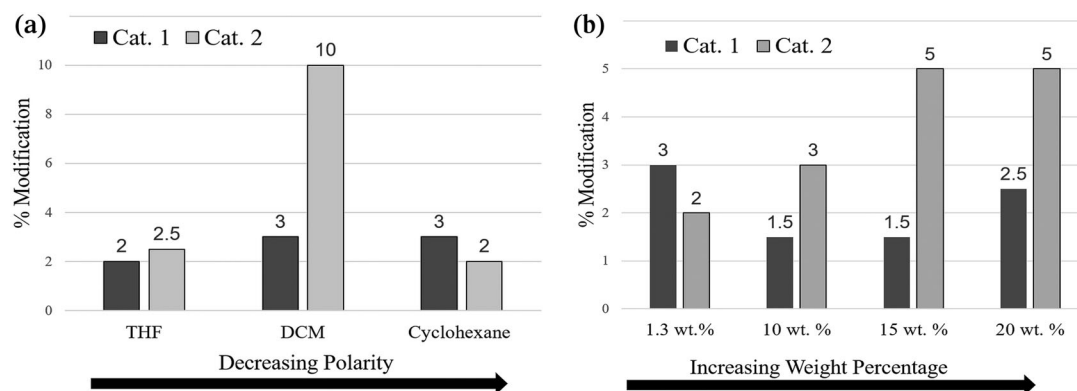 (a)
Cat. 1 Cat. 2
% Modification
10
8
6
4
2
0
2 2.5
3 10
3 2
THF DCM Cyclohexane
Decreasing Polarity
(b)
Cat. 1 Cat. 2
% Modification
5
4
3
2
1
0
3 2
1.5 3
1.5 5
2.5 5
1.3 wt.% 10 wt. % 15 wt. % 20 wt. %
Increasing Weight Percentage